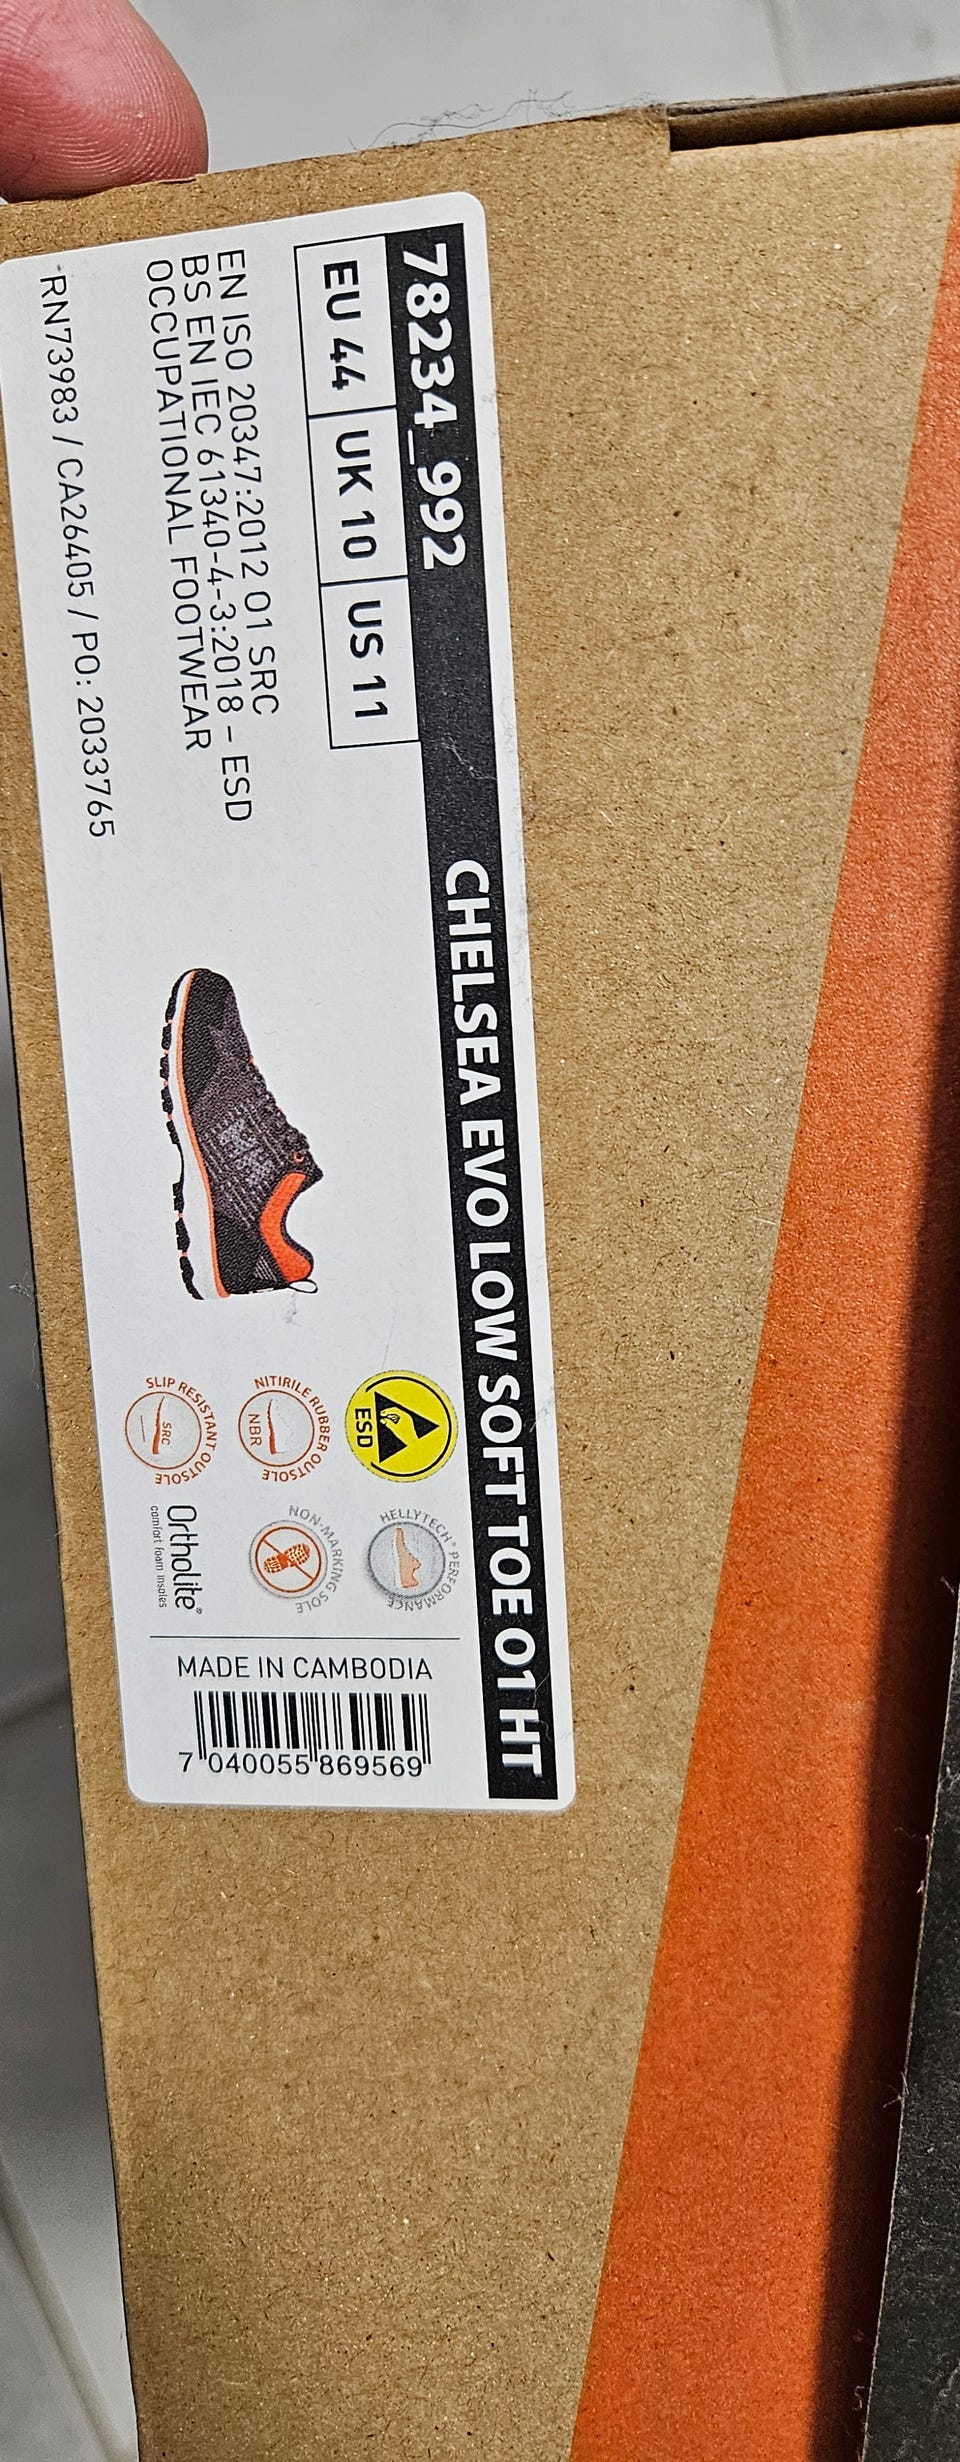 78234_992 CHELSEA EVO LOW SOFT TOE O1 HT
EU 44 UK 10 US 11
EN ISO 20347:2012 O1 SRC
BS EN IEC 61340-4-3:2018 - ESD
OCCUPATIONAL FOOTWEAR
RN73983 / CA26405 / PO: 2033765
ESD
HELLYTECH® PERFORMANCE
NITIRILE RUBBER OUTSOLE
NBR
NON-MARKING SOLE
SLIP RESISTANT OUTSOLE
SRC
Ortholite®
comfort foam insoles
MADE IN CAMBODIA
7 040055 869569